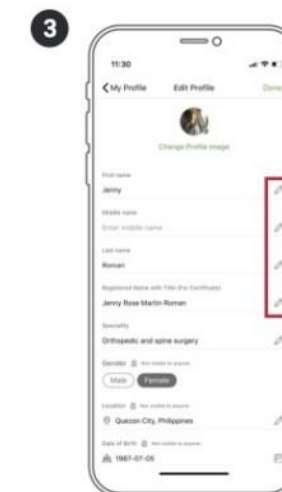 3
11:30
My Profile Edit Profile Done
Change Profile Image
First name
Jenny
Middle name
Enter middle name
Last name
Roman
Registered Name with Title (For Certificate)
Jenny Rose Martin Roman
Speciality
Orthopedic and spine surgery
Gender Not visible to anyone
Male Female
Location Not visible to anyone
Quezon City, Philippines
Date of Birth Not visible to anyone
1987-07-05